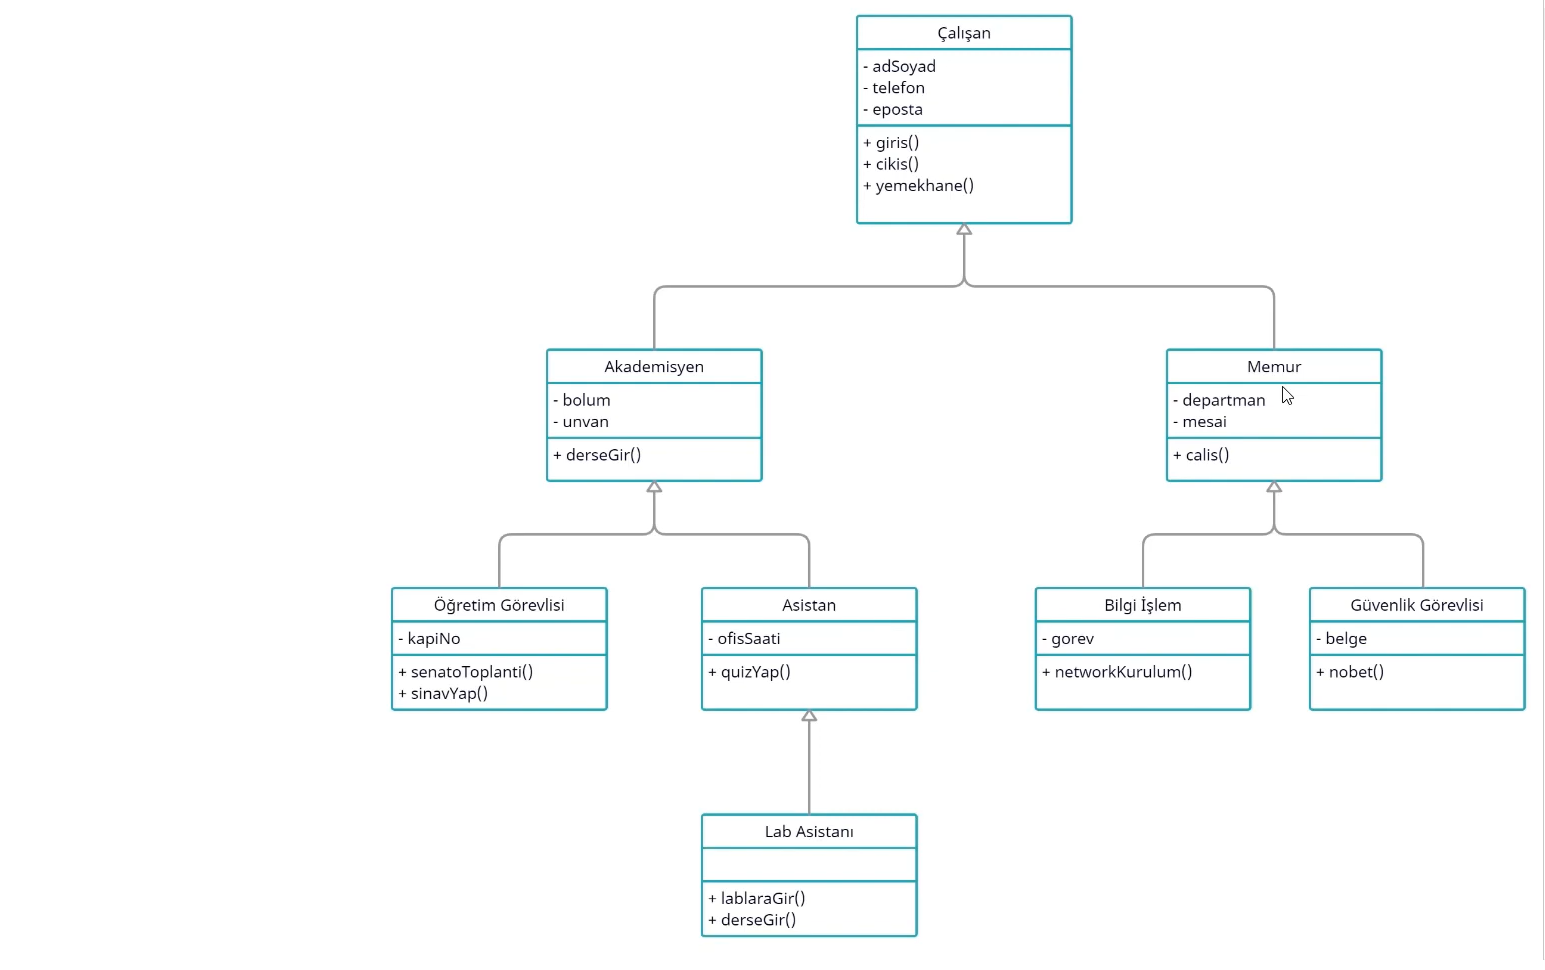 Çalışan
- adSoyad
- telefon
- eposta
+ giris()
+ cikis()
+ yemekhane()
Akademisyen
- bolum
- unvan
+ derseGir()
Memur
- departman
- mesai
+ calis()
Öğretim Görevlisi
- kapiNo
+ senatoToplanti()
+ sinavYap()
Asistan
- ofisSaati
+ quizYap()
Bilgi İşlem
- gorev
+ networkKurulum()
Güvenlik Görevlisi
- belge
+ nobet()
Lab Asistanı
+ lablaraGir()
+ derseGir()